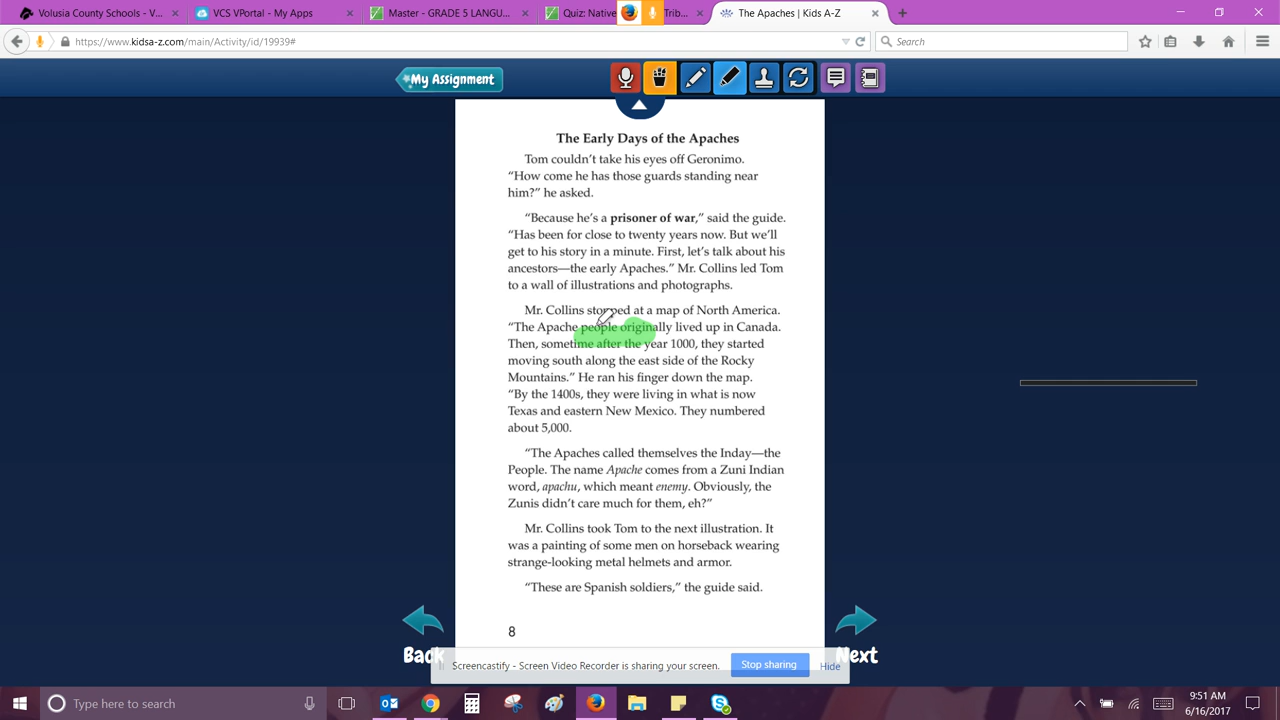 Volusia County Schools - V...
VCS VPortal - My Apps
Master - GRADE 5 LANGU...
Quiz: Native Trib...
The Apaches | Kids A-Z
https://www.kidsa-z.com/main/Activity/id/19939#
Search
My Assignment
The Early Days of the Apaches
Tom couldn’t take his eyes off Geronimo.
“How come he has those guards standing near
him?” he asked.
“Because he’s a prisoner of war,” said the guide.
“Has been for close to twenty years now. But we’ll
get to his story in a minute. First, let’s talk about his
ancestors—the early Apaches.” Mr. Collins led Tom
to a wall of illustrations and photographs.
Mr. Collins stopped at a map of North America.
“The Apache people originally lived up in Canada.
Then, sometime after the year 1000, they started
moving south along the east side of the Rocky
Mountains.” He ran his finger down the map.
“By the 1400s, they were living in what is now
Texas and eastern New Mexico. They numbered
about 5,000.
“The Apaches called themselves the Inday—the
People. The name Apache comes from a Zuni Indian
word, apachu, which meant enemy. Obviously, the
Zunis didn’t care much for them, eh?”
Mr. Collins took Tom to the next illustration. It
was a painting of some men on horseback wearing
strange-looking metal helmets and armor.
“These are Spanish soldiers,” the guide said.
8
Back
Next
Screencastify - Screen Video Recorder is sharing your screen.
Stop sharing
Hide
Type here to search
9:51 AM
6/16/2017